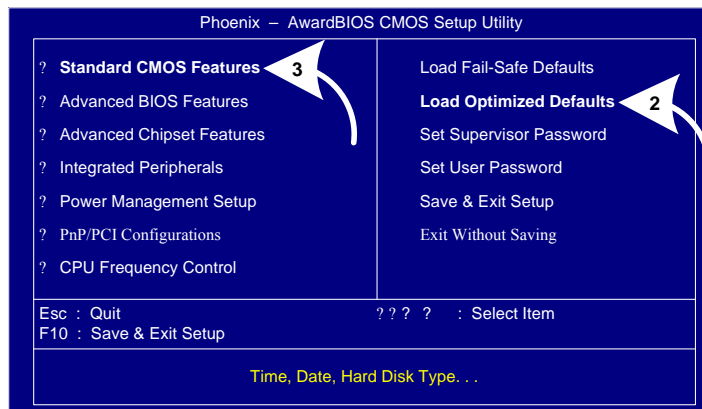 Phoenix – AwardBIOS CMOS Setup Utility
? Standard CMOS Features
3
? Advanced BIOS Features
? Advanced Chipset Features
? Integrated Peripherals
? Power Management Setup
? PnP/PCI Configurations
? CPU Frequency Control
Load Fail-Safe Defaults
Load Optimized Defaults
2
Set Supervisor Password
Set User Password
Save & Exit Setup
Exit Without Saving
Esc : Quit
F10 : Save & Exit Setup
? ? ? ? : Select Item
Time, Date, Hard Disk Type. . .